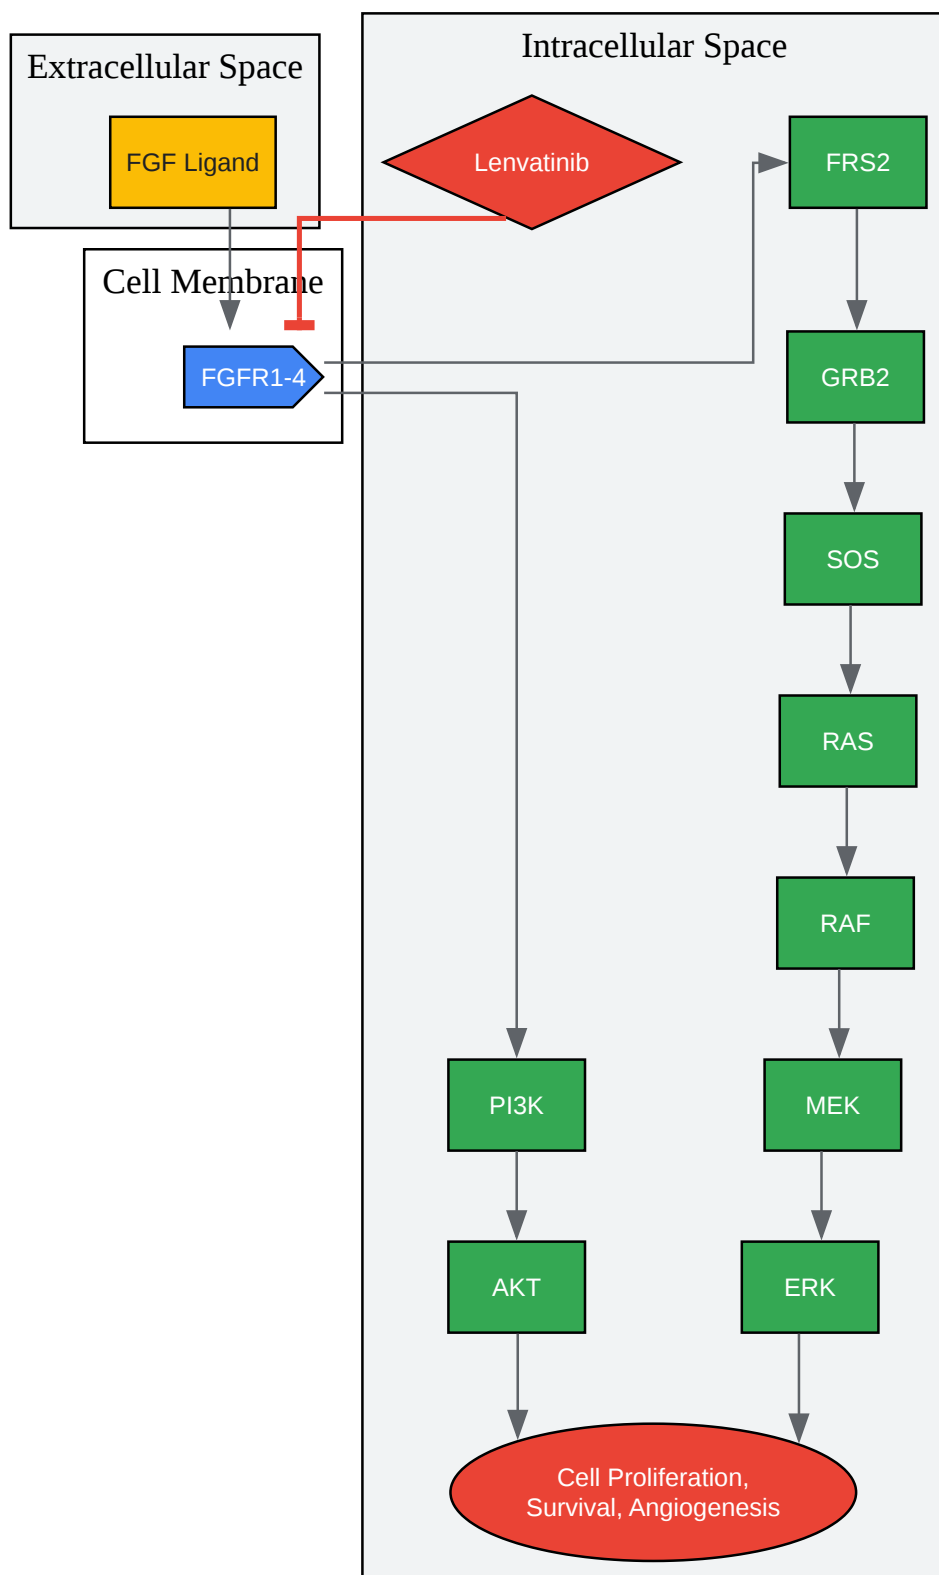 Extracellular Space
Intracellular Space
FGF Ligand
Lenvatinib
FRS2
Cell Membrane
FGFR1-4
GRB2
SOS
RAS
RAF
PI3K
MEK
AKT
ERK
Cell Proliferation,
Survival, Angiogenesis